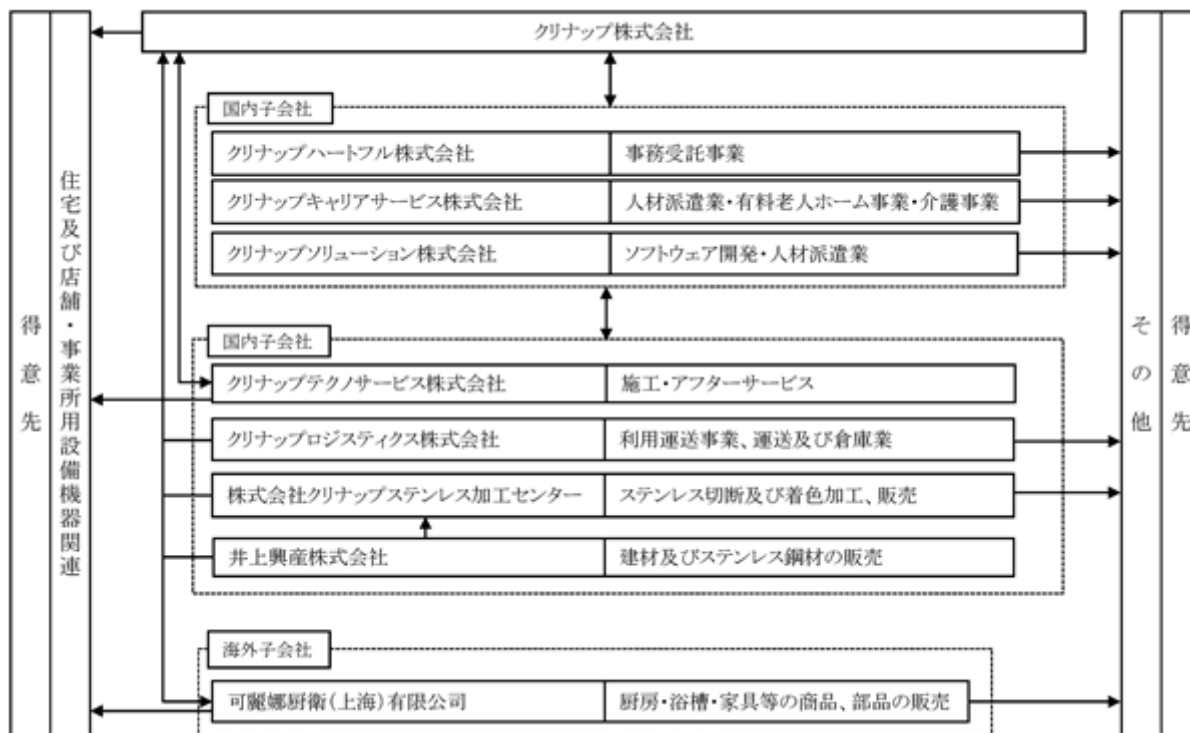 クリナップ株式会社
国内子会社
クリナップハートフル株式会社 事務受託事業
クリナップキャリアサービス株式会社 人材派遣業・有料老人ホーム事業・介護事業
クリナップソリューション株式会社 ソフトウェア開発・人材派遣業
国内子会社
クリナップテクノサービス株式会社 施工・アフターサービス
クリナップロジスティクス株式会社 利用運送事業、運送及び倉庫業
株式会社クリナップステンレス加工センター ステンレス切断及び着色加工、販売
井上興産株式会社 建材及びステンレス鋼材の販売
海外子会社
可麗娜厨衛(上海)有限公司 厨房・浴槽・家具等の商品、部品の販売
得意先
住宅及び店舗・事業所用設備機器関連
その他
得意先